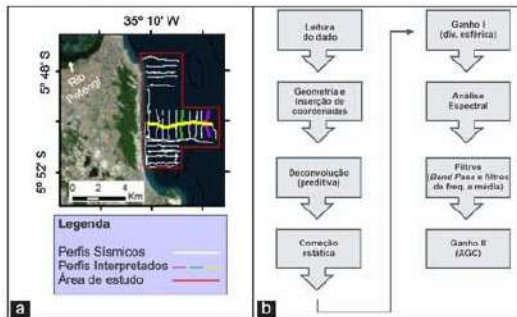 a
35° 10' W
5° 48' S
5° 52' S
Rio
Potengi
0 2 4
Km
Legenda
Perfis Sísmicos
Perfis Interpretados
Área de estudo
b
Leitura
do dado
Geometria e
inserção de
coordenadas
Deconvolução
(preditiva)
Correção
estática
Ganho I
(div. esférica)
Análise
Espectral
Filtros
(Band Pass e filtros
de freq. e média)
Ganho II
(AGC)